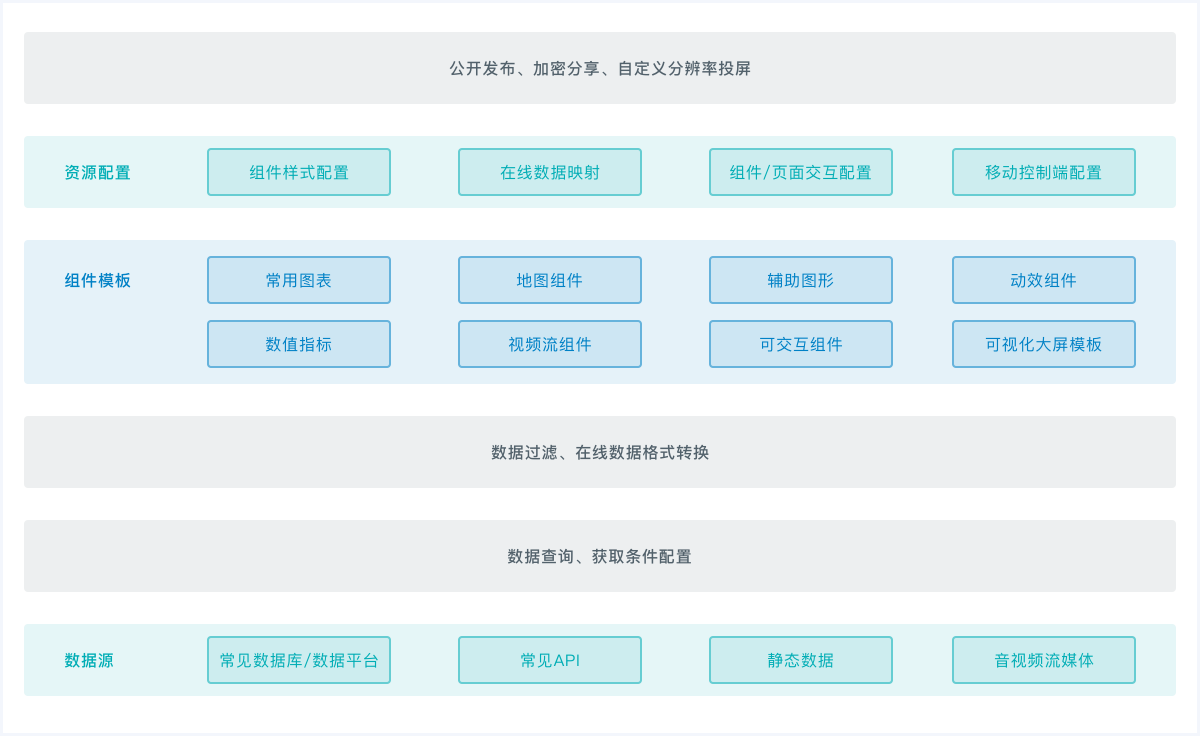 公开发布、加密分享、自定义分辨率投屏
资源配置
组件样式配置
在线数据映射
组件/页面交互配置
移动控制端配置
组件模板
常用图表
地图组件
辅助图形
动效组件
数值指标
视频流组件
可交互组件
可视化大屏模板
数据过滤、在线数据格式转换
数据查询、获取条件配置
数据源
常见数据库/数据平台
常见API
静态数据
音视频流媒体